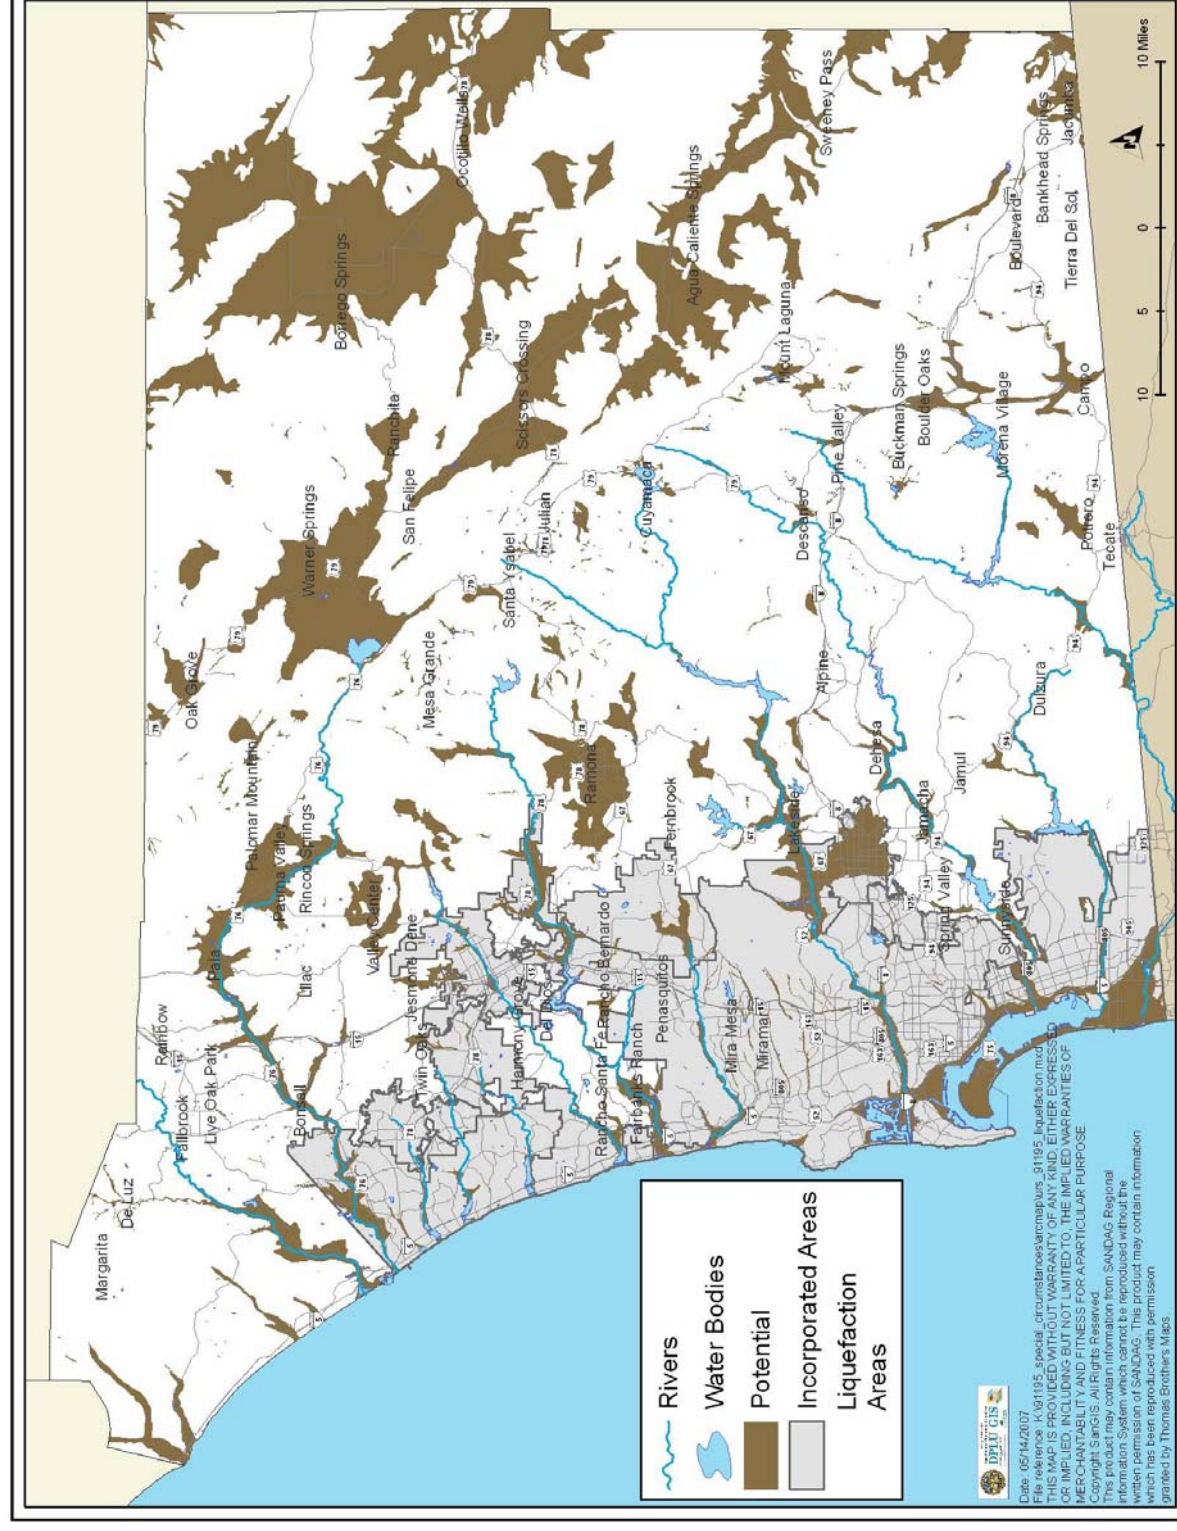 Margarita
De Luz
Fallbrook
Rainbow
Live Oak Park
Pala
Palomar Mountain
Oak Grove
Pauma Valley
Rincon Springs
Bonsall
Lilac
Warner Springs
Borrego Springs
Valley Center
Ranchita
San Felipe
Jesmond Dene
Twin Oaks
Mesa Grande
Ocotillo Wells
Santa Ysabel
Julian
Scissors Crossing
Harmony Grove
Del Dios
Ramona
Rancho Santa Fe
Rancho Bernardo
Fairbanks Ranch
Penasquitos
Fernbrook
Cuyamaca
Agua Caliente Springs
Mira Mesa
Miramar
Lakeside
Alpine
Descanso
Mount Laguna
Sweeney Pass
Pine Valley
Dehesa
Buckman Springs
Boulder Oaks
Jamacha
Jamul
Spring Valley
Sunnyside
Morena Village
Boulevard
Bankhead Springs
Jacumba
Tierra Del Sol
Campo
Dulzura
Potrero
Tecate
Rivers
Water Bodies
Potential
Incorporated Areas
Liquefaction
Areas
N
10 5 0 10 Miles
DPLU GIS
Date: 05/14/2007
File reference: K:\91195_special_circumstances\arcmap\urs_91195_liquefaction.mxd
THIS MAP IS PROVIDED WITHOUT WARRANTY OF ANY KIND, EITHER EXPRESSED
OR IMPLIED, INCLUDING BUT NOT LIMITED TO, THE IMPLIED WARRANTIES OF
MERCHANTABILITY AND FITNESS FOR A PARTICULAR PURPOSE
Copyright SanGIS. All Rights Reserved.
This product may contain information from SANDAG Regional
Information System which cannot be reproduced without the
written permission of SANDAG. This product may contain information
which has been reproduced with permission
granted by Thomas Brothers Maps.